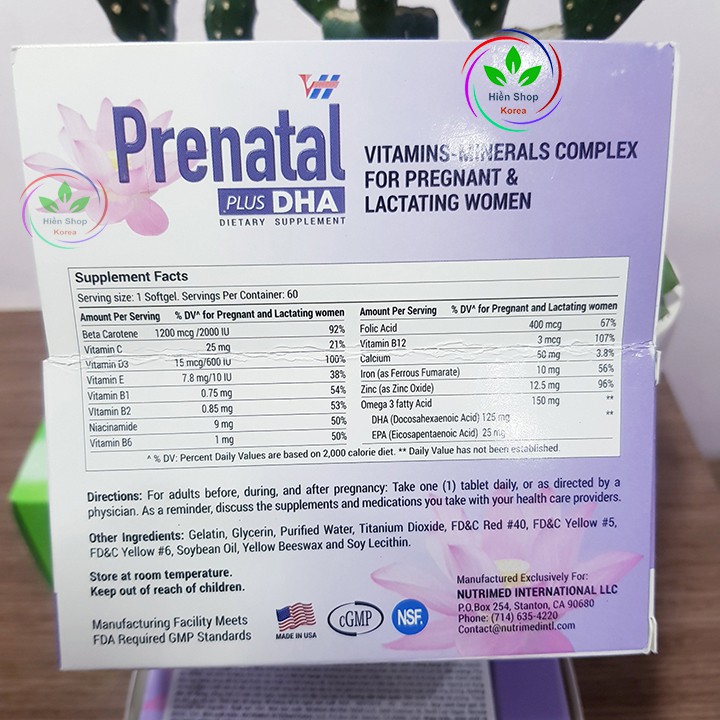 Hiền Shop
Korea
VH
Prenatal
PLUS DHA
DIETARY SUPPLEMENT
VITAMINS-MINERALS COMPLEX
FOR PREGNANT &
LACTATING WOMEN
Hiền Shop
Korea
Supplement Facts
Serving size: 1 Softgel. Servings Per Container: 60
Amount Per Serving % DV^ for Pregnant and Lactating women
Beta Carotene 1200 mcg /2000 IU 92%
Vitamin C 25 mg 21%
Vitamin D3 15 mcg/600 IU 100%
Vitamin E 7.8 mg/10 IU 38%
Vitamin B1 0.75 mg 54%
VItamin B2 0.85 mg 53%
Niacinamide 9 mg 50%
Vitamin B6 1 mg 50%
Amount Per Serving % DV^ for Pregnant and Lactating women
Folic Acid 400 mcg 67%
Vitamin B12 3 mcg 107%
Calcium 50 mg 3.8%
Iron (as Ferrous Fumarate) 10 mg 56%
Zinc (as Zinc Oxide) 12.5 mg 96%
Omega 3 fatty Acid 150 mg **
DHA (Docosahexaenoic Acid) 125 mg **
EPA (Eicosapentaenoic Acid) 25 mg
^ % DV: Percent Daily Values are based on 2,000 calorie diet. ** Daily Value has not been established.
Directions: For adults before, during, and after pregnancy: Take one (1) tablet daily, or as directed by a
physician. As a reminder, discuss the supplements and medications you take with your health care providers.
Other Ingredients: Gelatin, Glycerin, Purified Water, Titanium Dioxide, FD&C Red #40, FD&C Yellow #5,
FD&C Yellow #6, Soybean Oil, Yellow Beeswax and Soy Lecithin.
Store at room temperature.
Keep out of reach of children.
Manufacturing Facility Meets
FDA Required GMP Standards
MADE IN USA
cGMP
NSF.
Manufactured Exclusively For:
NUTRIMED INTERNATIONAL LLC
P.O.Box 254, Stanton, CA 90680
Phone: (714) 635-4220
Contact@nutrimedintl.com